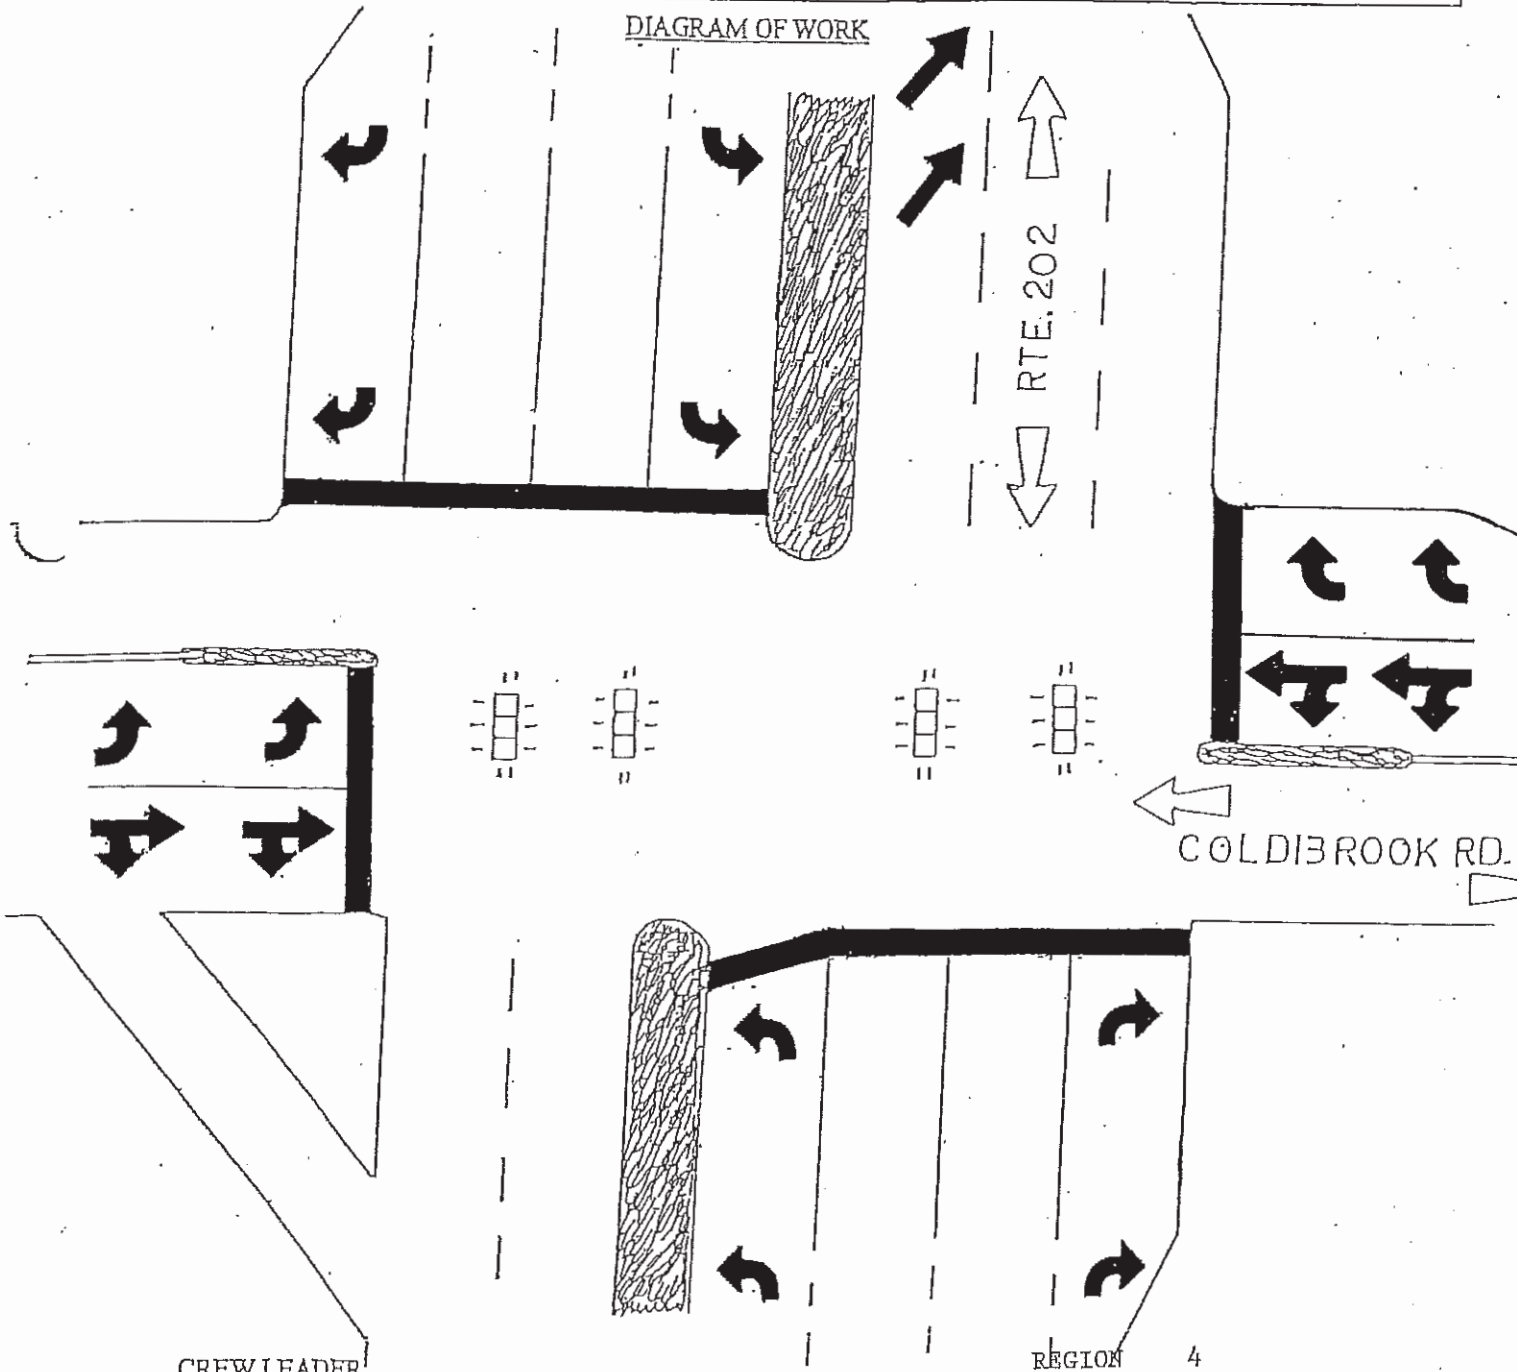 DIAGRAM OF WORK
RTE. 202
COLDBROOK RD.
CREW LEADER
REGION 4